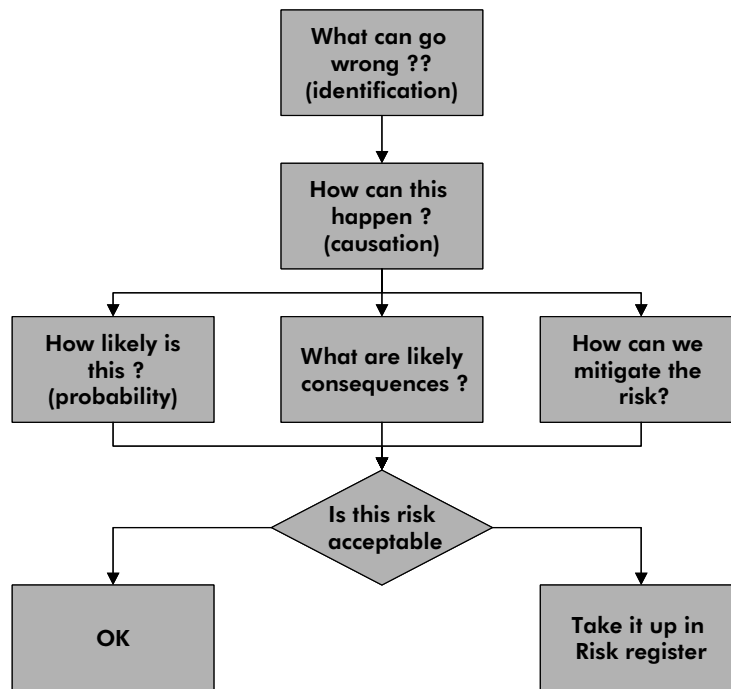 What can go
wrong ??
(identification)
How can this
happen ?
(causation)
How likely is
this ?
(probability)
What are likely
consequences ?
How can we
mitigate the
risk?
Is this risk
acceptable
OK
Take it up in
Risk register